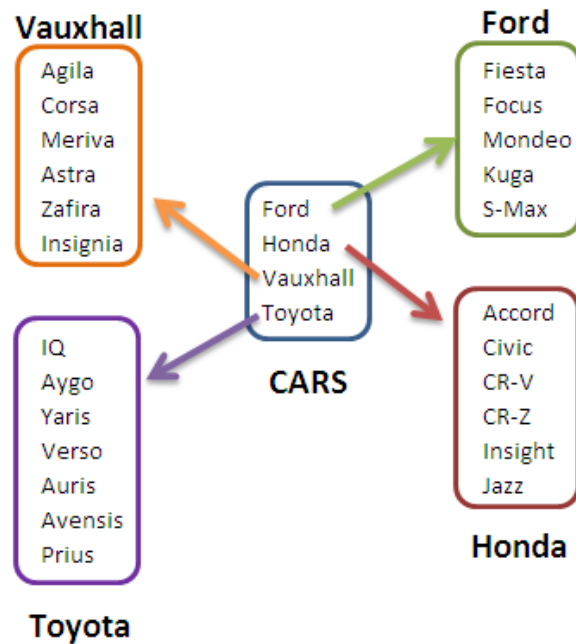 Vauxhall
Agila
Corsa
Meriva
Astra
Zafira
Insignia
Ford
Fiesta
Focus
Mondeo
Kuga
S-Max
Ford
Honda
Vauxhall
Toyota
CARS
IQ
Aygo
Yaris
Verso
Auris
Avensis
Prius
Toyota
Accord
Civic
CR-V
CR-Z
Insight
Jazz
Honda